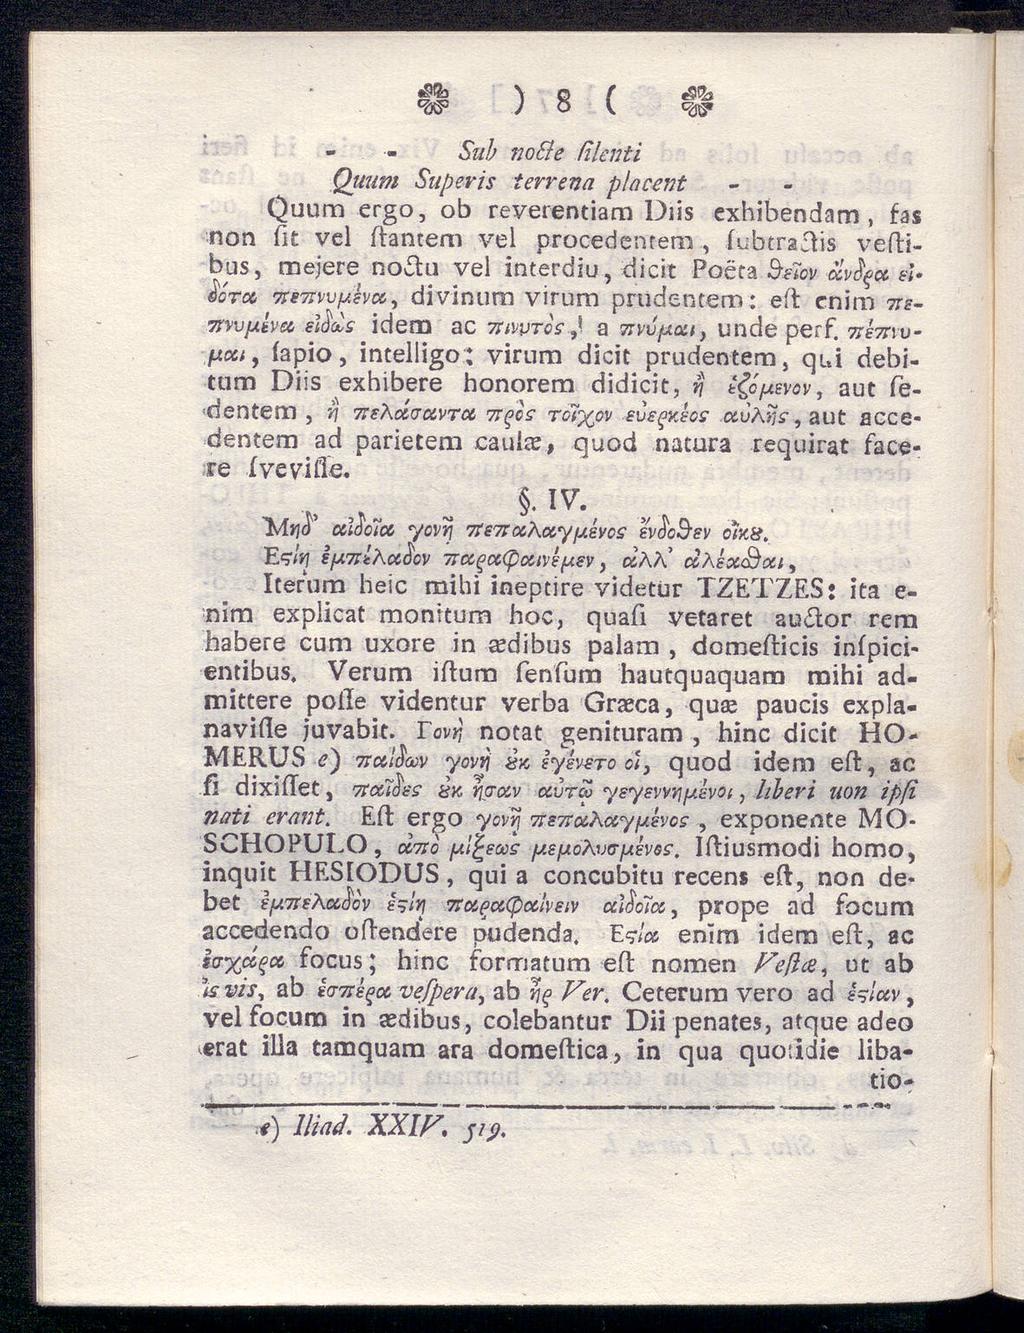 ❁ ) 8 ( ❁
- - Sub nocte ſilenti
Quum Superis terrena placent - -
Quum ergo, ob reverentiam Diis exhibendam, fas
non ſit vel ſtantem vel procedentem, ſubtractis veſti-
bus, mejere noctu vel interdiu, dicit Poëta ϑεῖον ἄνδρα εἰ-
δότα πεπνυμένα, divinum virum prudentem: eſt enim πε-
πνυμένα εἰδὼς idem ac πινυτὸς, a πνύμαι, unde perf. πέπνυ-
μαι, ſapio, intelligo: virum dicit prudentem, qui debi-
tum Diis exhibere honorem didicit, ἢ ἑζόμενον, aut ſe-
dentem, ἢ πελάσαντα πρὸς τοῖχον εὐερκέος αὐλῆς, aut acce-
dentem ad parietem caulæ, quod natura requirat face-
re ſveviſſe.
§. IV.
Μηδ' αἰδοῖα γονῇ πεπαλαγμένος ἔνδοϑεν οἴκȣ.
Εϛίῃ ἐμπέλαδον παραφαινέμεν, ἀλλ' ἀλέαϑαι,
Iterum heic mihi ineptire videtur TZETZES: ita e-
nim explicat monitum hoc, quaſi vetaret auctor rem
habere cum uxore in ædibus palam, domeſticis inſpici-
entibus. Verum iſtum ſenſum hautquaquam mihi ad-
mittere poſſe videntur verba Græca, quæ paucis expla-
naviſſe juvabit. Γονὴ notat genituram, hinc dicit HO-
MERUS e) παίδων γονὴ ȣκ ἐγένετο οἱ, quod idem eſt, ac
ſi dixiſſet, παῖδες ȣκ ἦσαν αὐτῷ γεγεννημένοι, liberi uon ipſi
nati erant. Eſt ergo γονῇ πεπαλαγμένος, exponente MO-
SCHOPULO, ἀπὸ μίξεως μεμολυσμένος. Iſtiusmodi homo,
inquit HESIODUS, qui a concubitu recens eſt, non de-
bet ἐμπελαδὸν ἑϛίῃ παραφαίνειν αἰδοῖα, prope ad focum
accedendo oſtendere pudenda. Εϛία enim idem eſt, ac
ἐσχάρα focus; hinc formatum eſt nomen Veſtæ, ut ab
ἲς vis, ab ἑσπέρα veſpera, ab ἦρ Ver. Ceterum vero ad ἑϛίαν,
vel focum in ædibus, colebantur Dii penates, atque adeo
erat illa tamquam ara domeſtica, in qua quotidie liba-
tio-
e) Iliad. XXIV. 519.